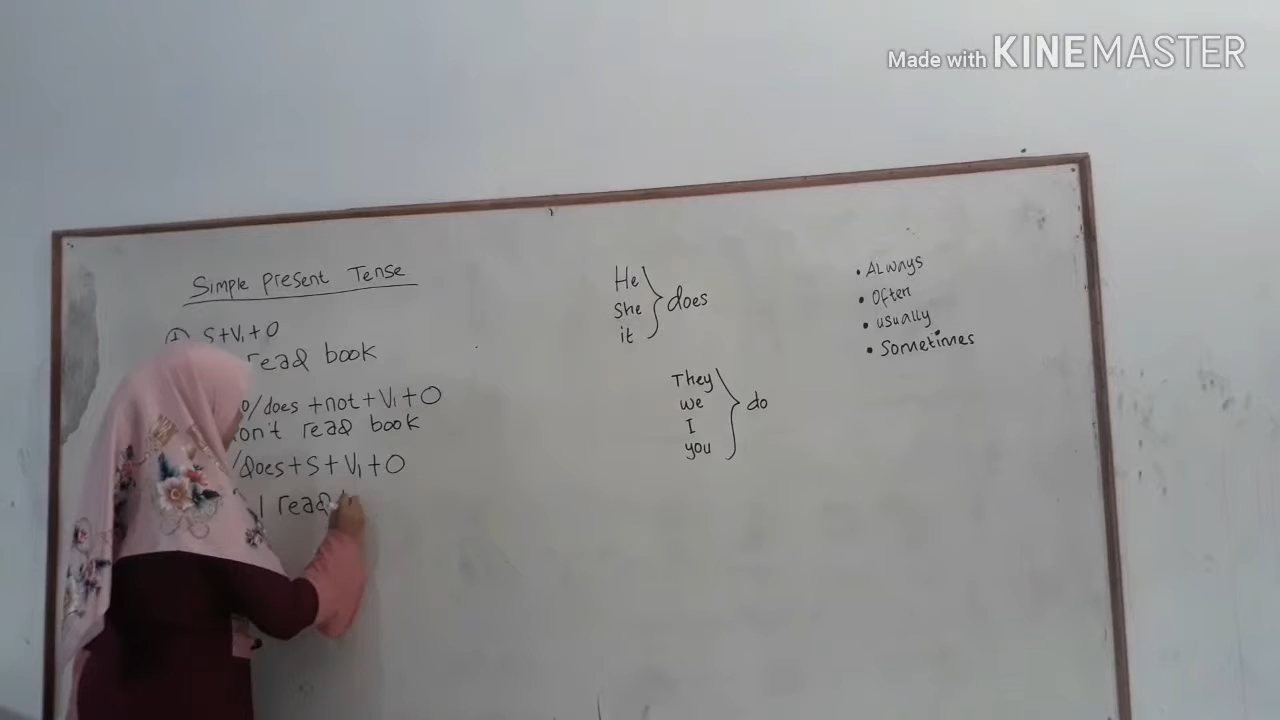 Made with KINEMASTER
Simple Present Tense
S+V1+O
read book
/does +not+V1+O
on't read book
/does+S+V1+O
I read
He
She
it
does
They
we
I
you
do
• Always
• Often
• usually
• Sometimes